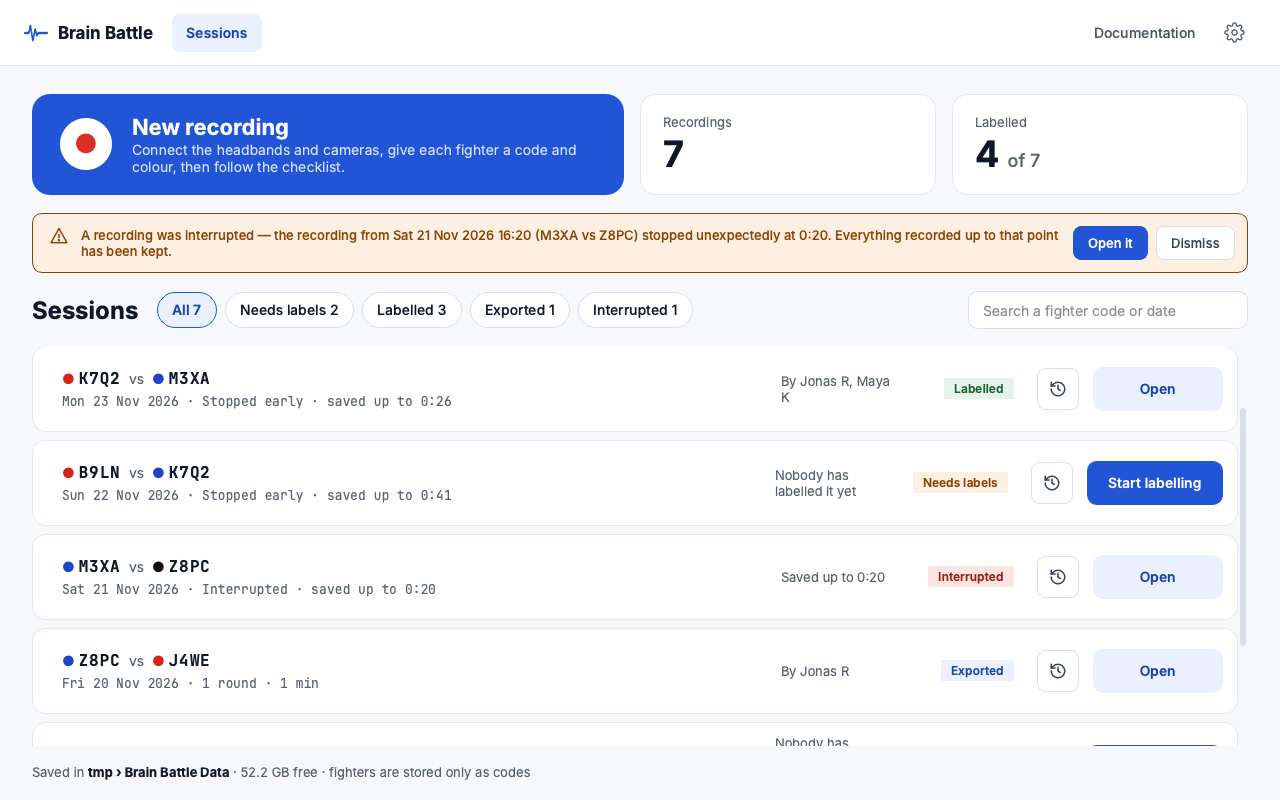 Brain Battle
Sessions
Documentation
New recording
Connect the headbands and cameras, give each fighter a code and
colour, then follow the checklist.
Recordings
7
Labelled
4 of 7
A recording was interrupted — the recording from Sat 21 Nov 2026 16:20 (M3XA vs Z8PC) stopped unexpectedly at 0:20. Everything recorded up to that point
has been kept.
Open it
Dismiss
Sessions
All 7
Needs labels 2
Labelled 3
Exported 1
Interrupted 1
Search a fighter code or date
K7Q2 vs M3XA
Mon 23 Nov 2026 · Stopped early · saved up to 0:26
By Jonas R, Maya
K
Labelled
Open
B9LN vs K7Q2
Sun 22 Nov 2026 · Stopped early · saved up to 0:41
Nobody has
labelled it yet
Needs labels
Start labelling
M3XA vs Z8PC
Sat 21 Nov 2026 · Interrupted · saved up to 0:20
Saved up to 0:20
Interrupted
Open
Z8PC vs J4WE
Fri 20 Nov 2026 · 1 round · 1 min
By Jonas R
Exported
Open
Nobody has
Saved in tmp › Brain Battle Data · 52.2 GB free · fighters are stored only as codes